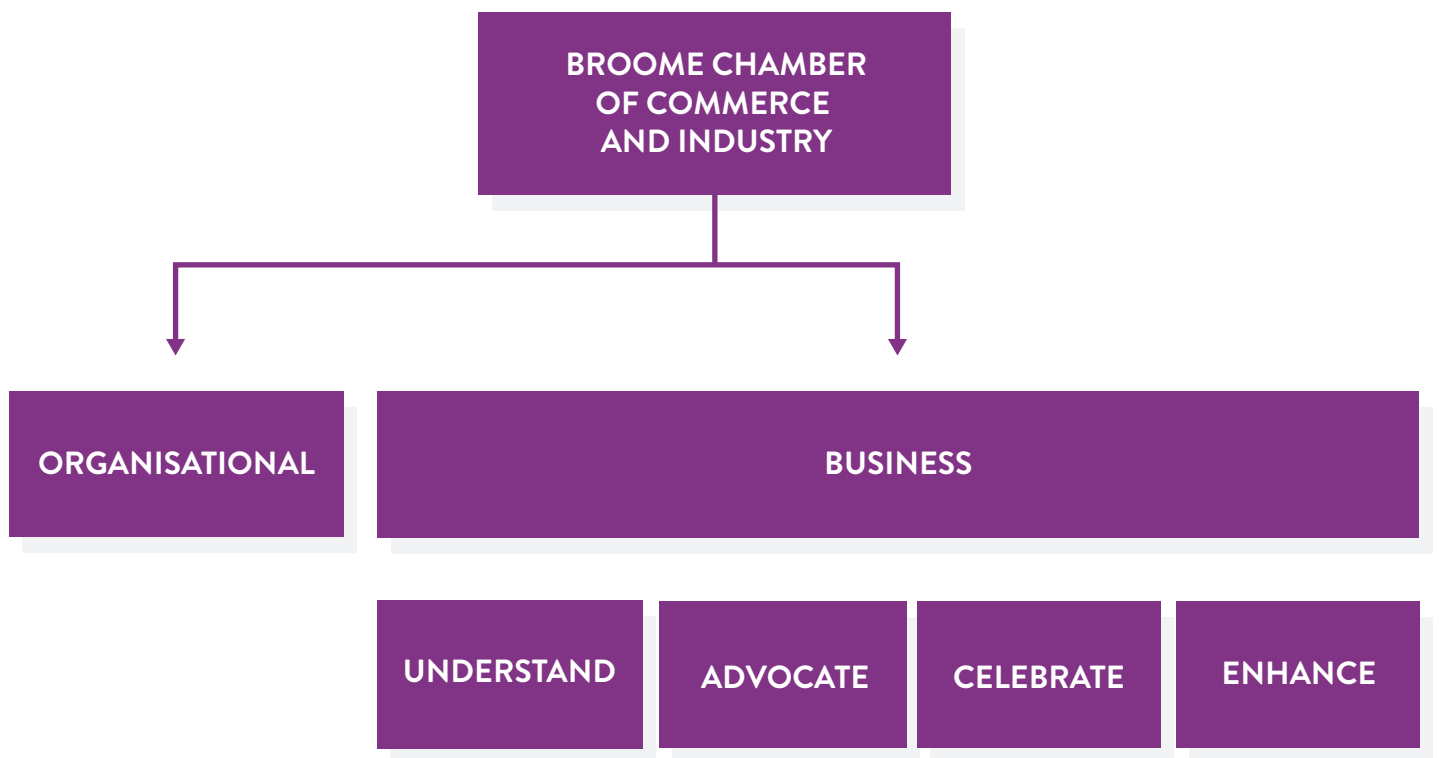 BROOME CHAMBER
OF COMMERCE
AND INDUSTRY
ORGANISATIONAL
BUSINESS
UNDERSTAND
ADVOCATE
CELEBRATE
ENHANCE